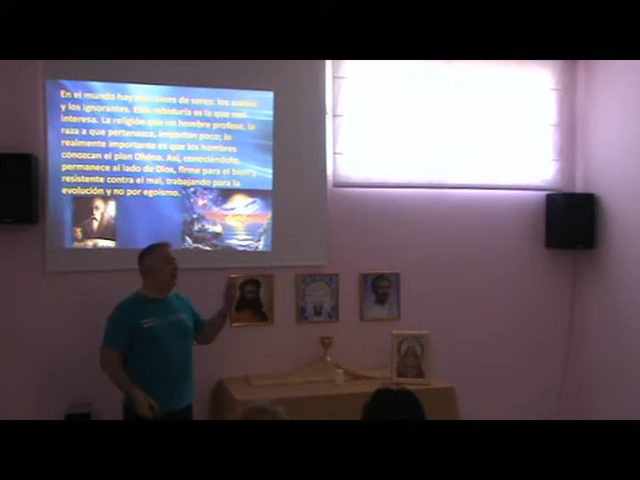 En el mundo hay dos clases de seres: los sabios
y los ignorantes. Esta sabiduría es la que nos
interesa. La religión que un hombre profese, la
raza a que pertenezca, importan poco; lo
realmente importante es que los hombres
conozcan el plan Divino. Así, conociéndolo,
permanece al lado de Dios, firme para el bien y
resistente contra el mal, trabajando para la
evolución y no por egoísmo.